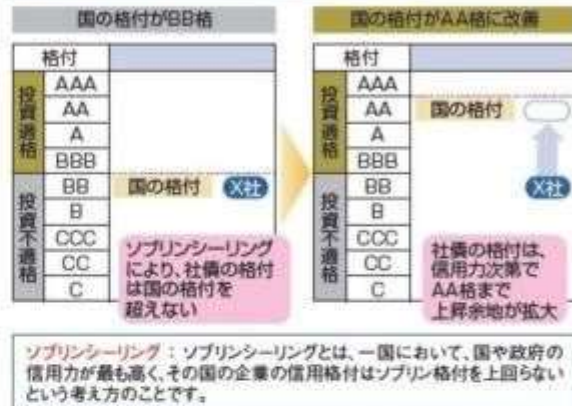 国の格付がBB格
格付
投資適格
AAA
AA
A
BBB
投資不適格
BB
B
CCC
CC
C
国の格付
X社
ソブリンシーリング
により、社債の格付
は国の格付を
超えない
国の格付がAA格に改善
格付
投資適格
AAA
AA
A
BBB
投資不適格
BB
B
CCC
CC
C
国の格付
X社
社債の格付は、
信用力次第で
AA格まで
上昇余地が拡大
ソブリンシーリング：ソブリンシーリングとは、一国において、国や政府の
信用力が最も高く、その国の企業の信用格付はソブリン格付を上回らない
という考え方のことです。